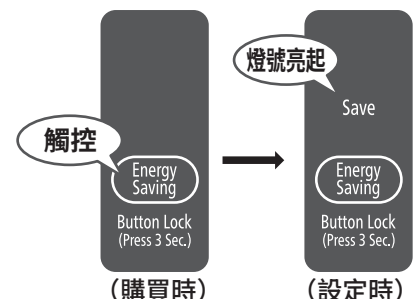 觸控
Energy
Saving
Button Lock
(Press 3 Sec.)
(購買時)
燈號亮起
Save
Energy
Saving
Button Lock
(Press 3 Sec.)
(設定時)